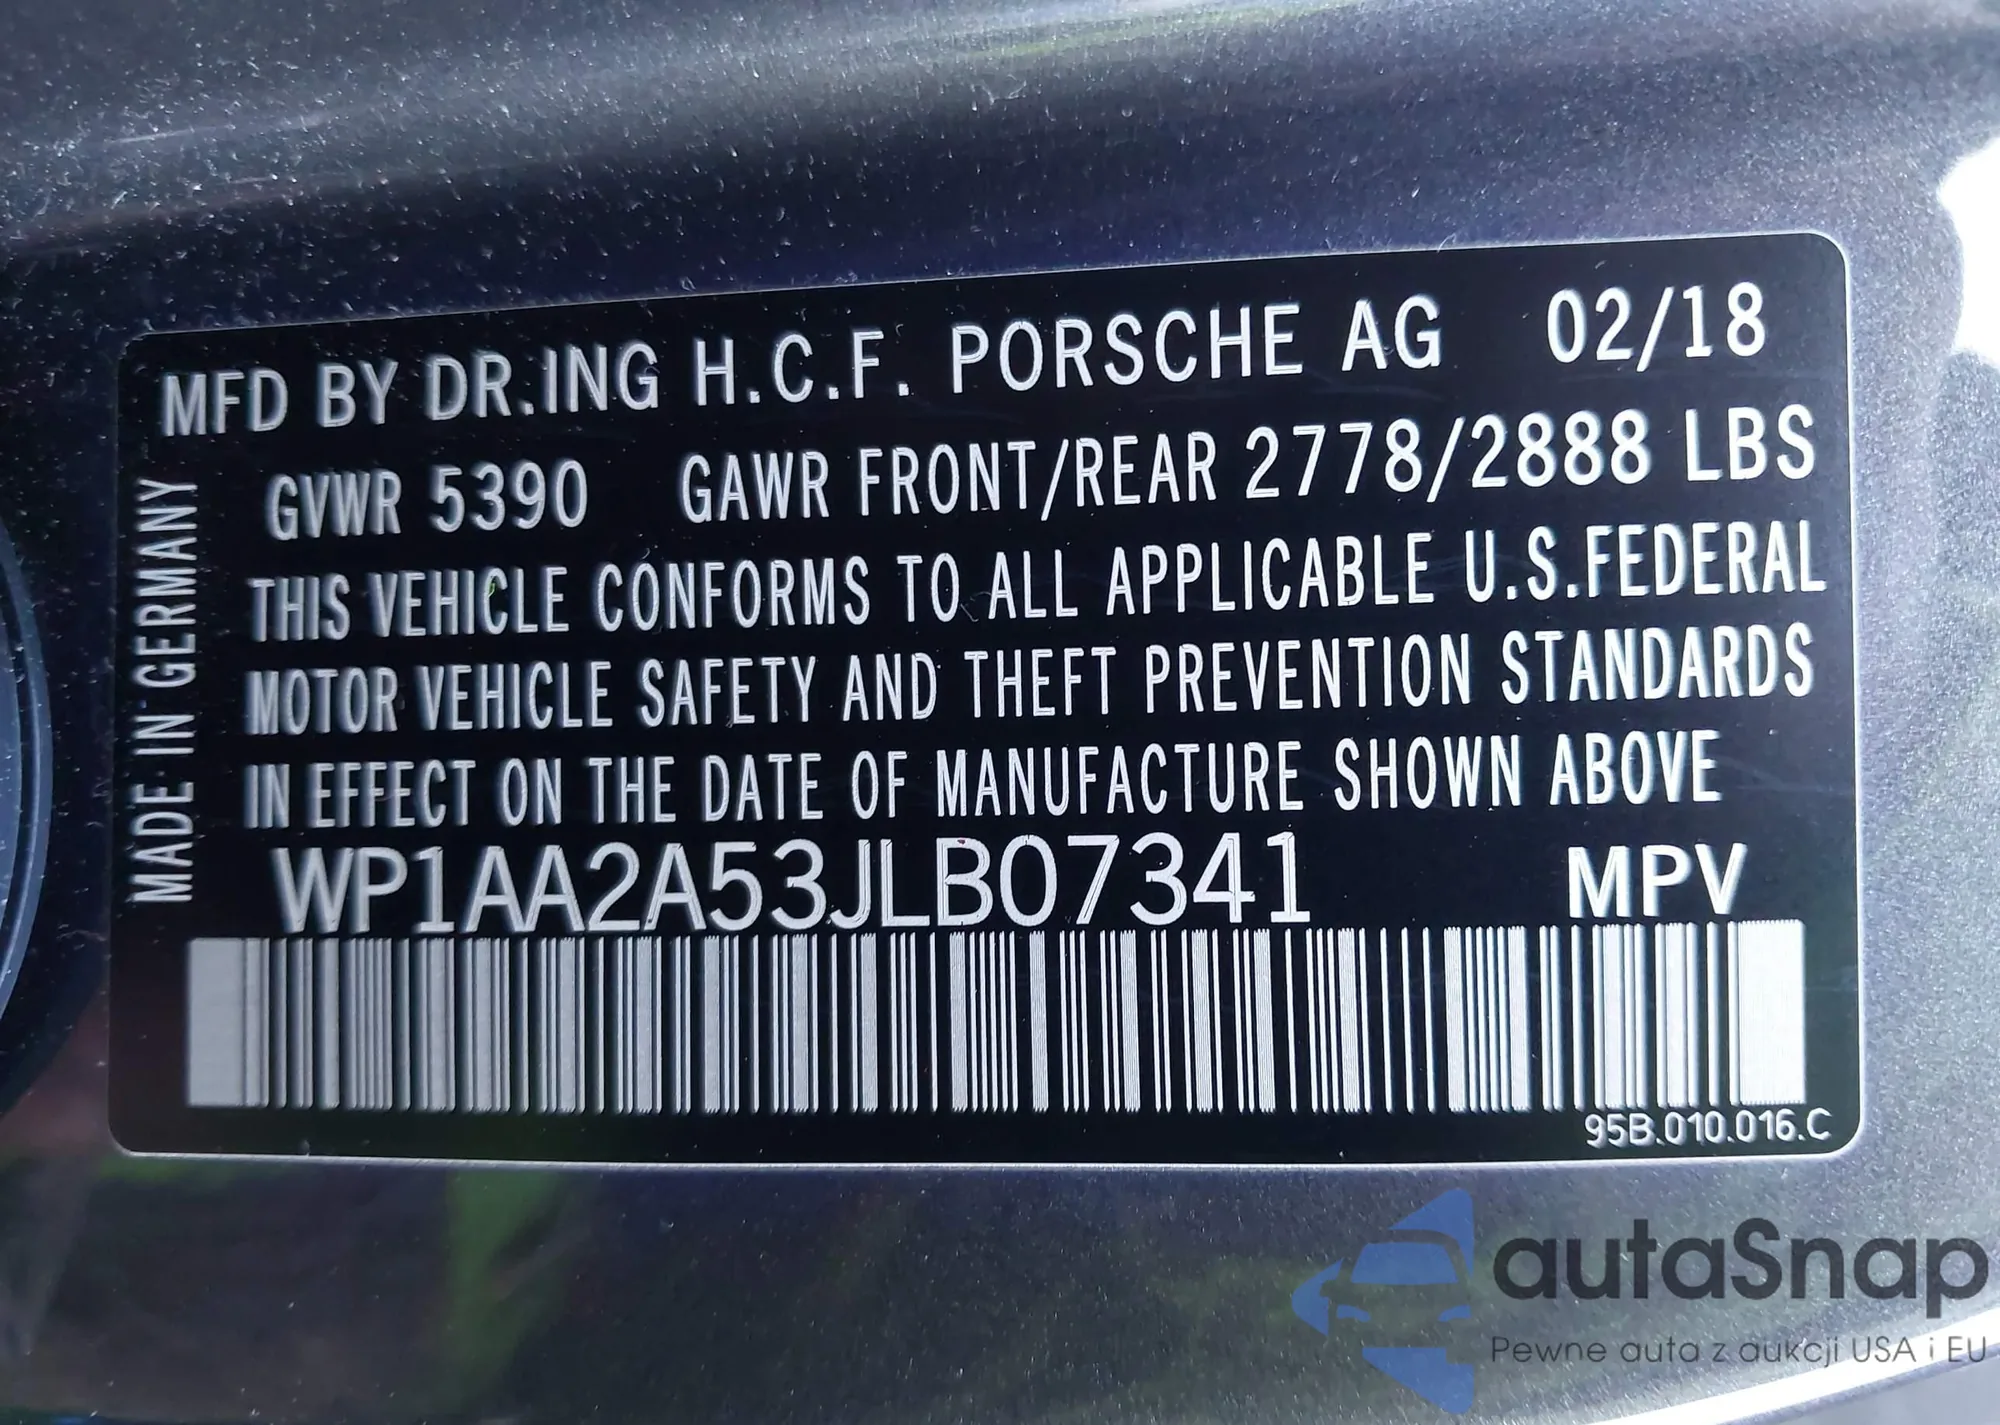 MFD BY DR.ING H.C.F. PORSCHE AG 02/18
GVWR 5390 GAWR FRONT/REAR 2778/2888 LBS
THIS VEHICLE CONFORMS TO ALL APPLICABLE U.S.FEDERAL
MOTOR VEHICLE SAFETY AND THEFT PREVENTION STANDARDS
IN EFFECT ON THE DATE OF MANUFACTURE SHOWN ABOVE
WP1AA2A53JLB07341 MPV
95B.010.016.C
MADE IN GERMANY
autaSnap
Pewne auta z aukcji USA i EU